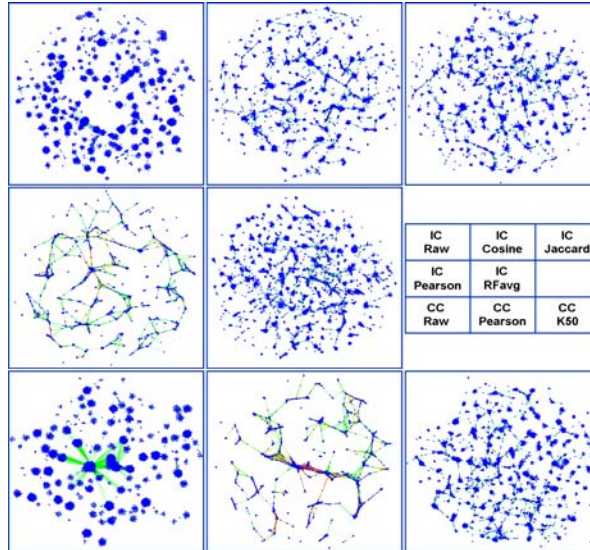 IC IC IC
Raw Cosine Jaccard
IC IC
Pearson RFavg
CC CC CC
Raw Pearson K50